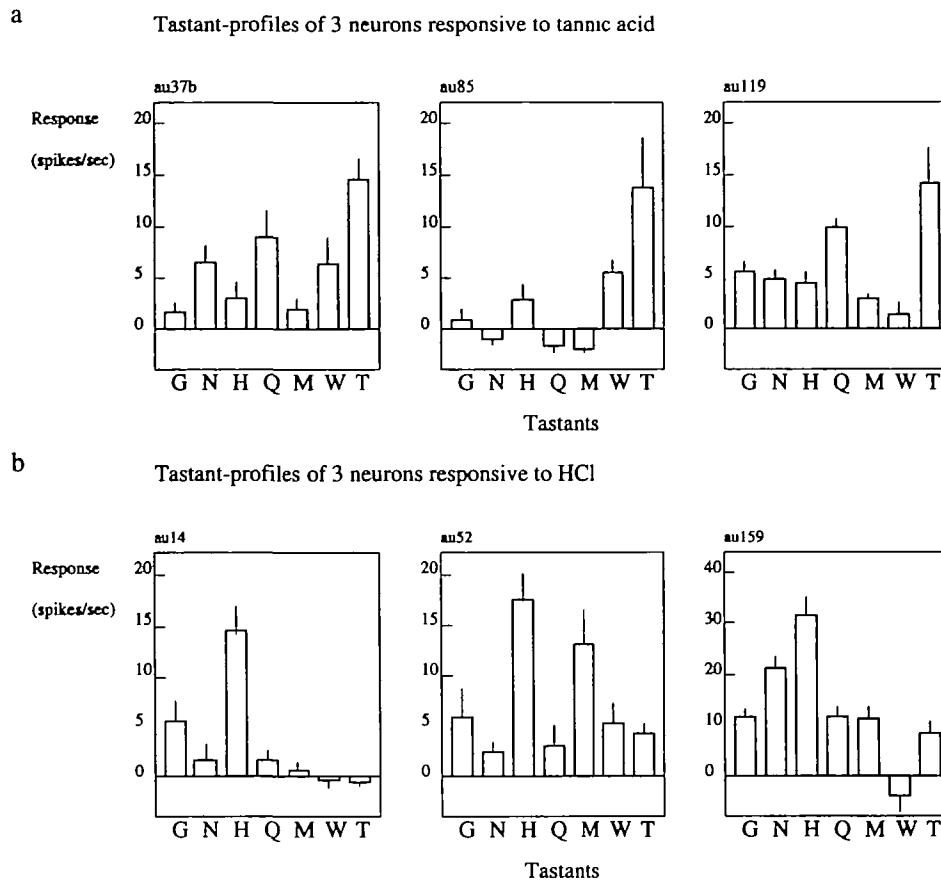 a
Tastant-profiles of 3 neurons responsive to tannic acid
au37b
au85
au119
Response
(spikes/sec)
20
15
10
5
0
20
15
10
5
0
20
15
10
5
0
G N H Q M W T
G N H Q M W T
G N H Q M W T
Tastants
b
Tastant-profiles of 3 neurons responsive to HCl
au14
au52
au159
Response
(spikes/sec)
20
15
10
5
0
20
15
10
5
0
40
30
20
10
0
G N H Q M W T
G N H Q M W T
G N H Q M W T
Tastants